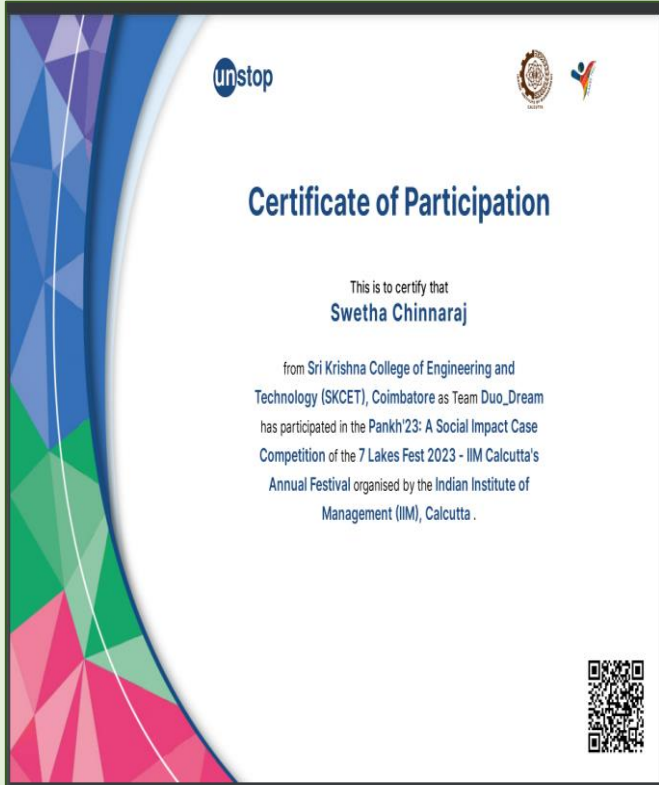 unstop
CALCUTTA
Certificate of Participation
This is to certify that
Swetha Chinnaraj
from Sri Krishna College of Engineering and
Technology (SKCET), Coimbatore as Team Duo_Dream
has participated in the Pankh'23: A Social Impact Case
Competition of the 7 Lakes Fest 2023 - IIM Calcutta's
Annual Festival organised by the Indian Institute of
Management (IIM), Calcutta .